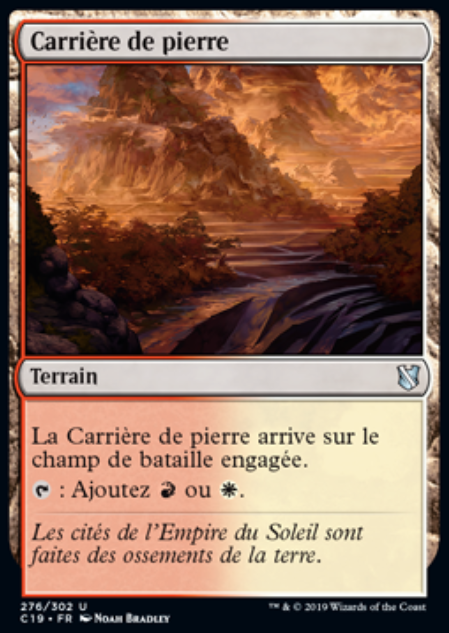 Carrière de pierre
Terrain
La Carrière de pierre arrive sur le
champ de bataille engagée.
: Ajoutez ou .
Les cités de l'Empire du Soleil sont
faites des ossements de la terre.
276/302 U
™ & © 2019 Wizards of the Coast
C19 • FR Noah Bradley